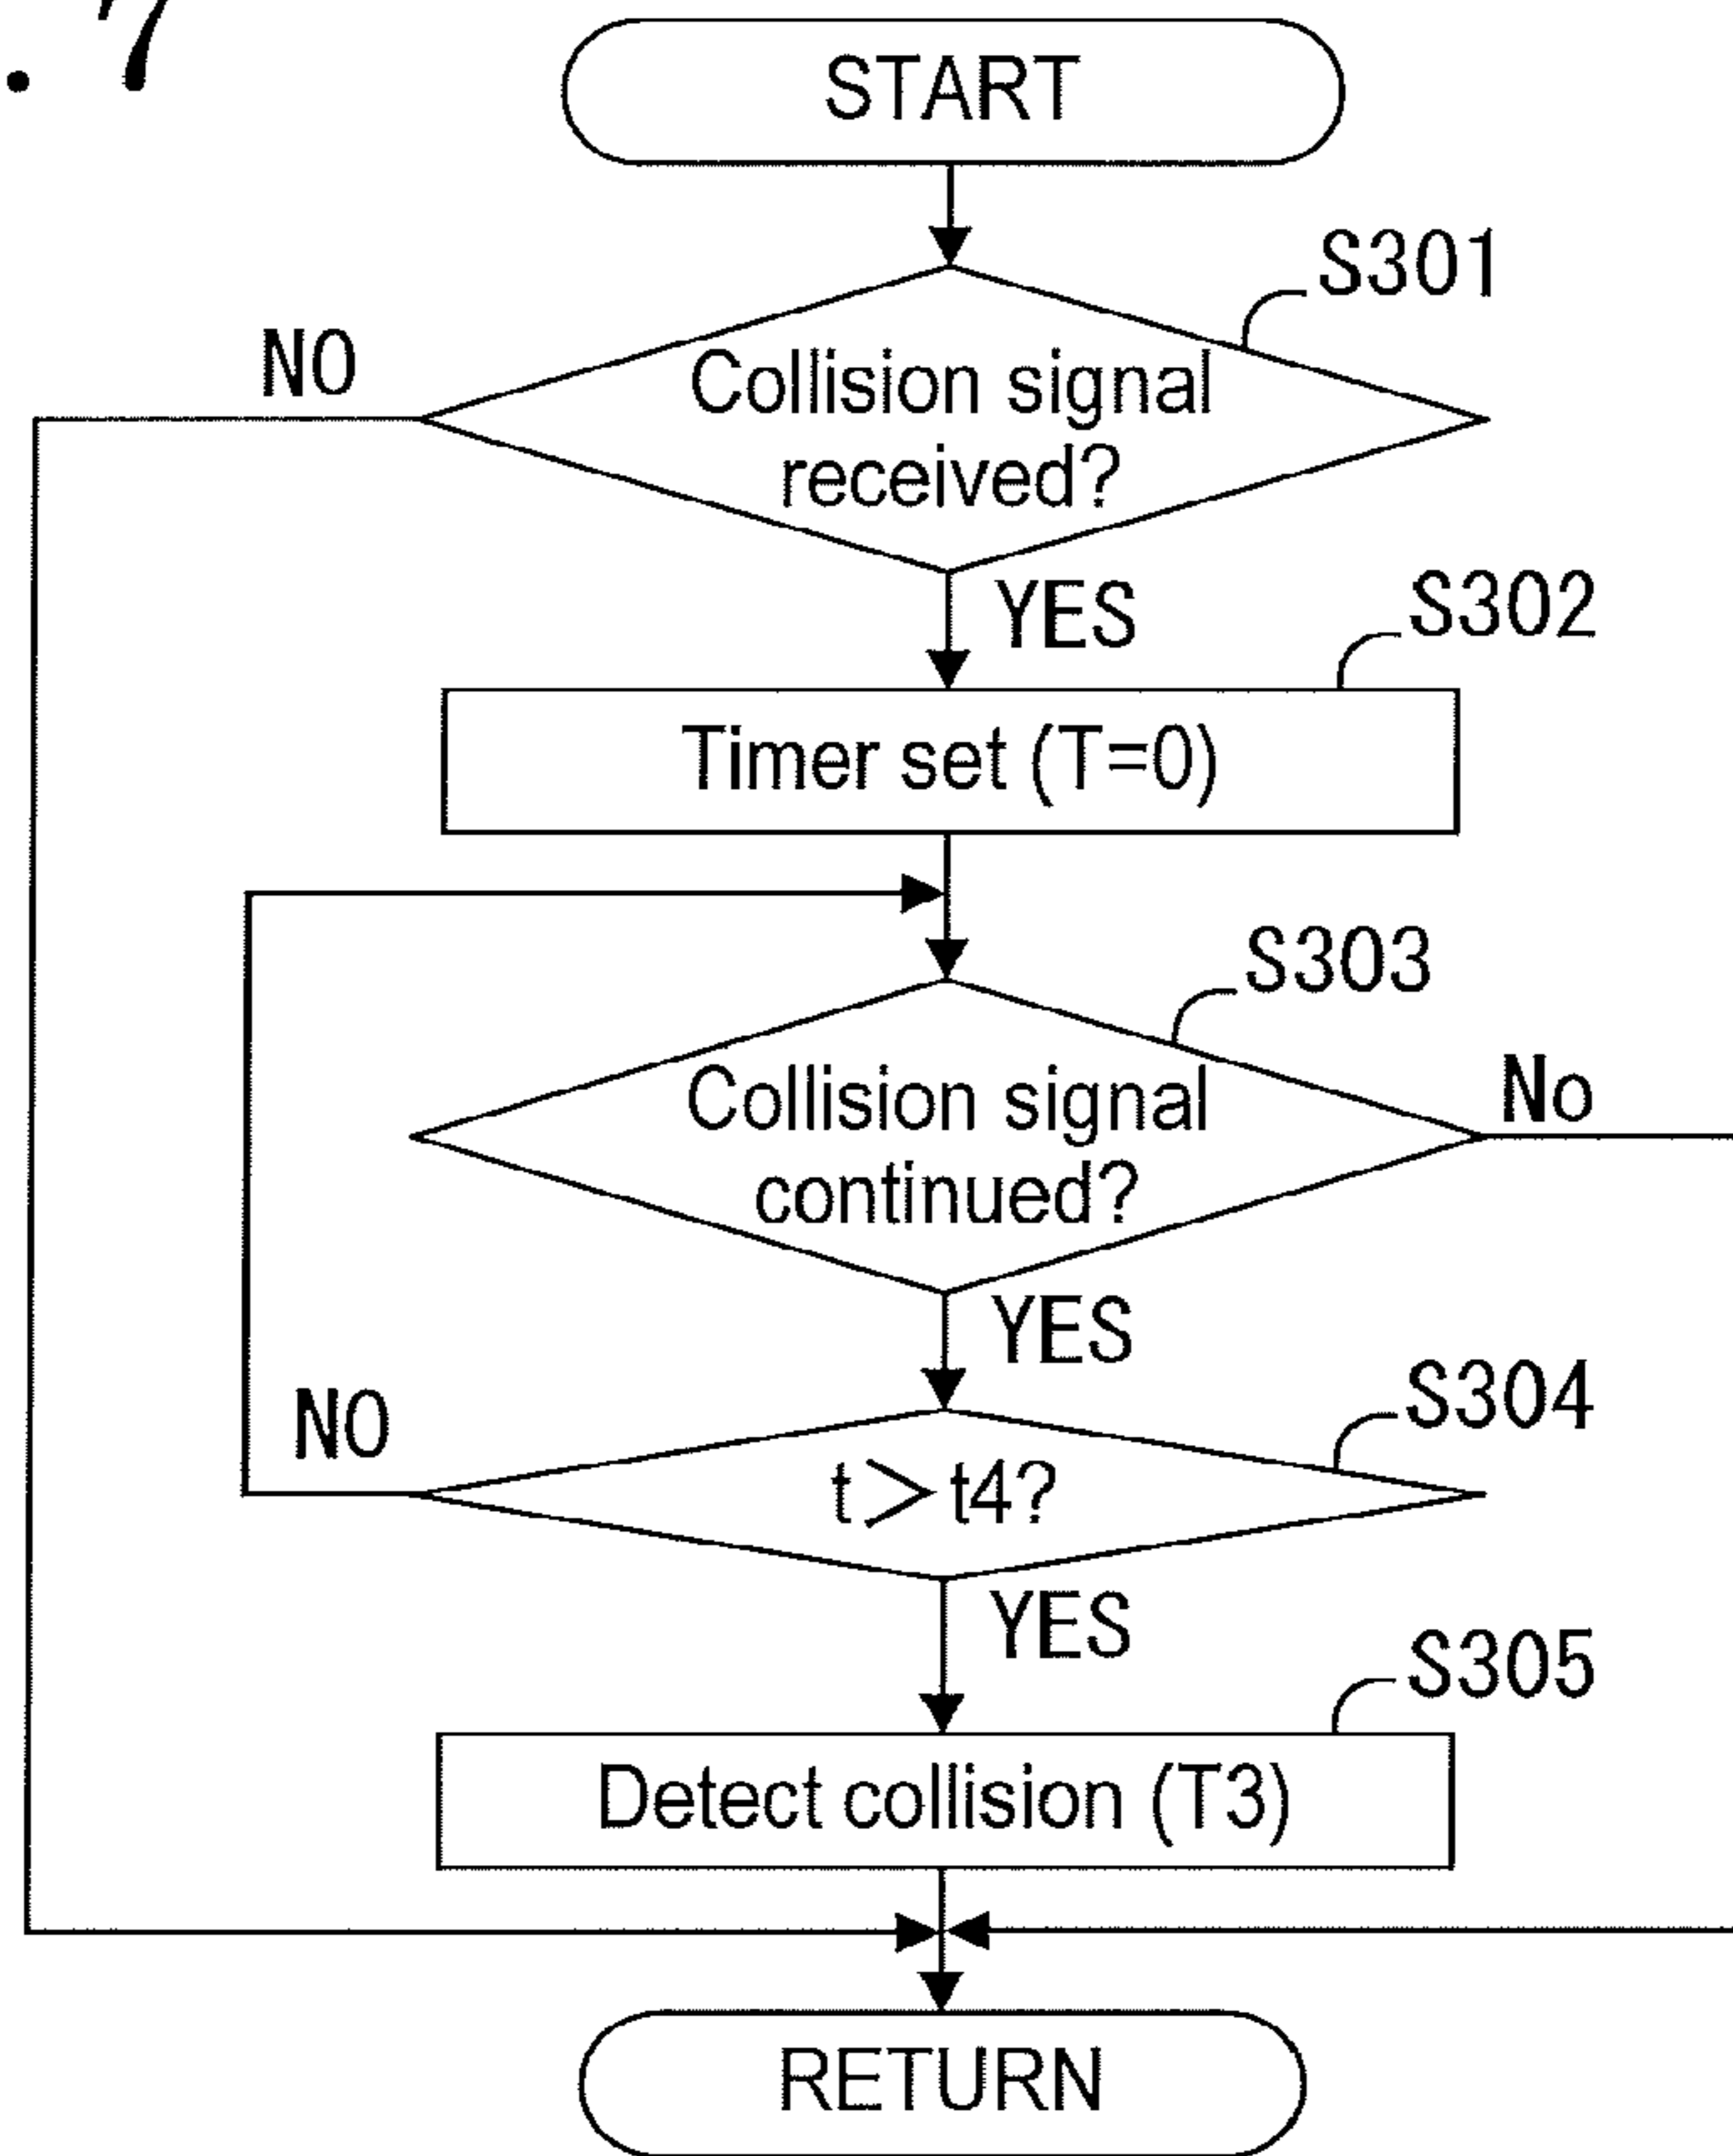 . 7
START
S301
NO
Collision signal
received?
YES
S302
Timer set (T=0)
S303
Collision signal
continued?
No
YES
S304
NO
t＞t4?
YES
S305
Detect collision (T3)
RETURN